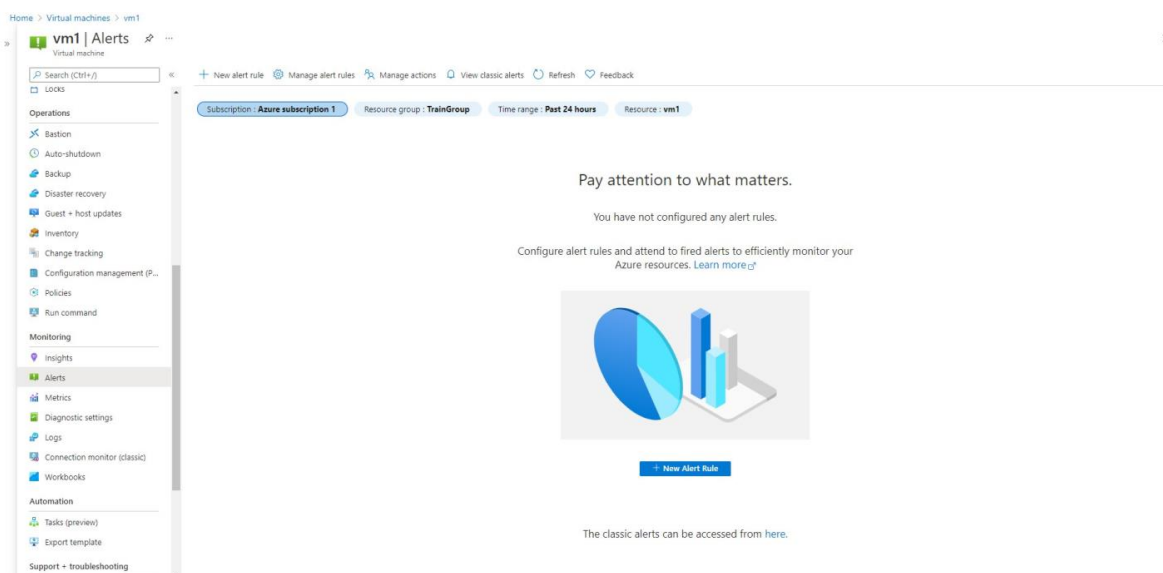 Home > Virtual machines > vm1
vm1 | Alerts
Virtual machine
Search (Ctrl+/)
Locks
Operations
Bastion
Auto-shutdown
Backup
Disaster recovery
Guest + host updates
Inventory
Change tracking
Configuration management (P...
Policies
Run command
Monitoring
Insights
Alerts
Metrics
Diagnostic settings
Logs
Connection monitor (classic)
Workbooks
Automation
Tasks (preview)
Export template
Support + troubleshooting
New alert rule Manage alert rules Manage actions View classic alerts Refresh Feedback
Subscription : Azure subscription 1 Resource group : TrainGroup Time range : Past 24 hours Resource : vm1
Pay attention to what matters.
You have not configured any alert rules.
Configure alert rules and attend to fired alerts to efficiently monitor your
Azure resources. Learn more
+ New Alert Rule
The classic alerts can be accessed from here.